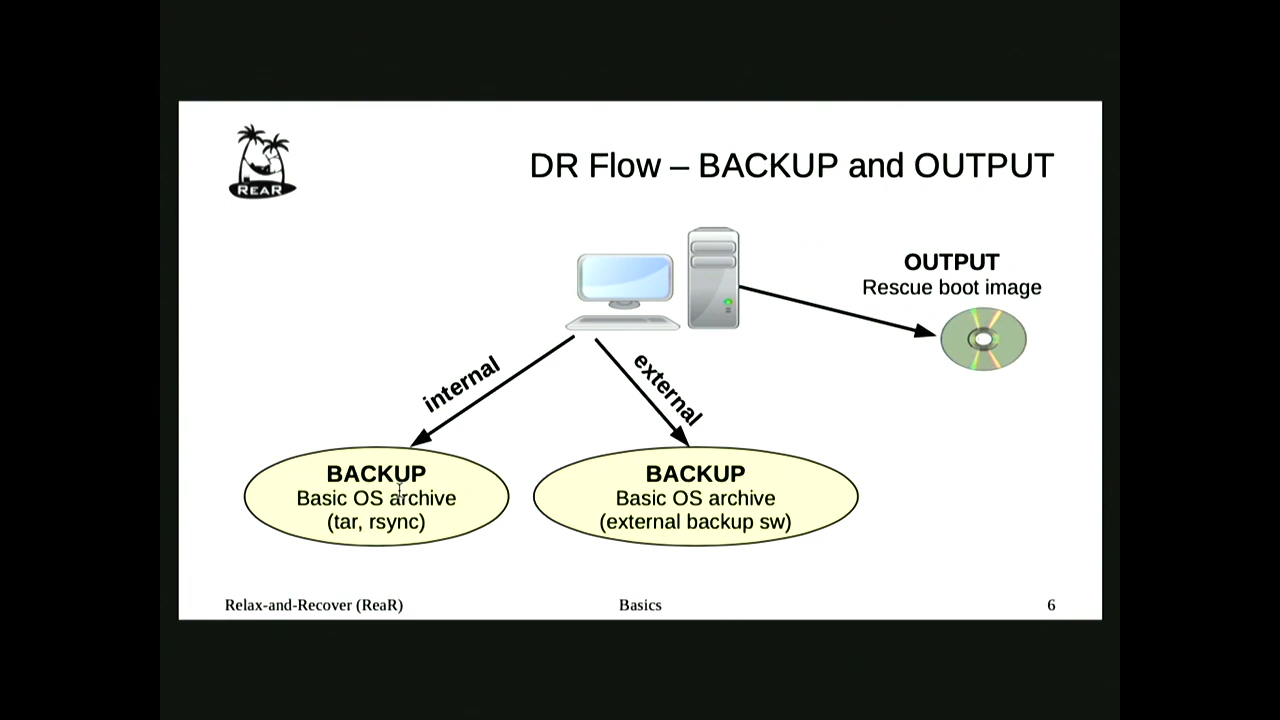 REAR
DR Flow – BACKUP and OUTPUT
OUTPUT
Rescue boot image
internal
external
BACKUP
Basic OS archive
(tar, rsync)
BACKUP
Basic OS archive
(external backup sw)
Relax-and-Recover (ReaR)
Basics
6